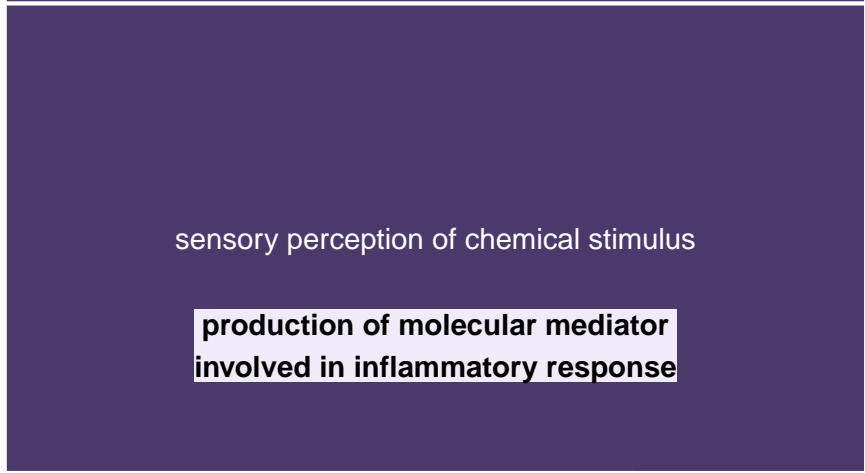 sensory perception of chemical stimulus
production of molecular mediator
involved in inflammatory response